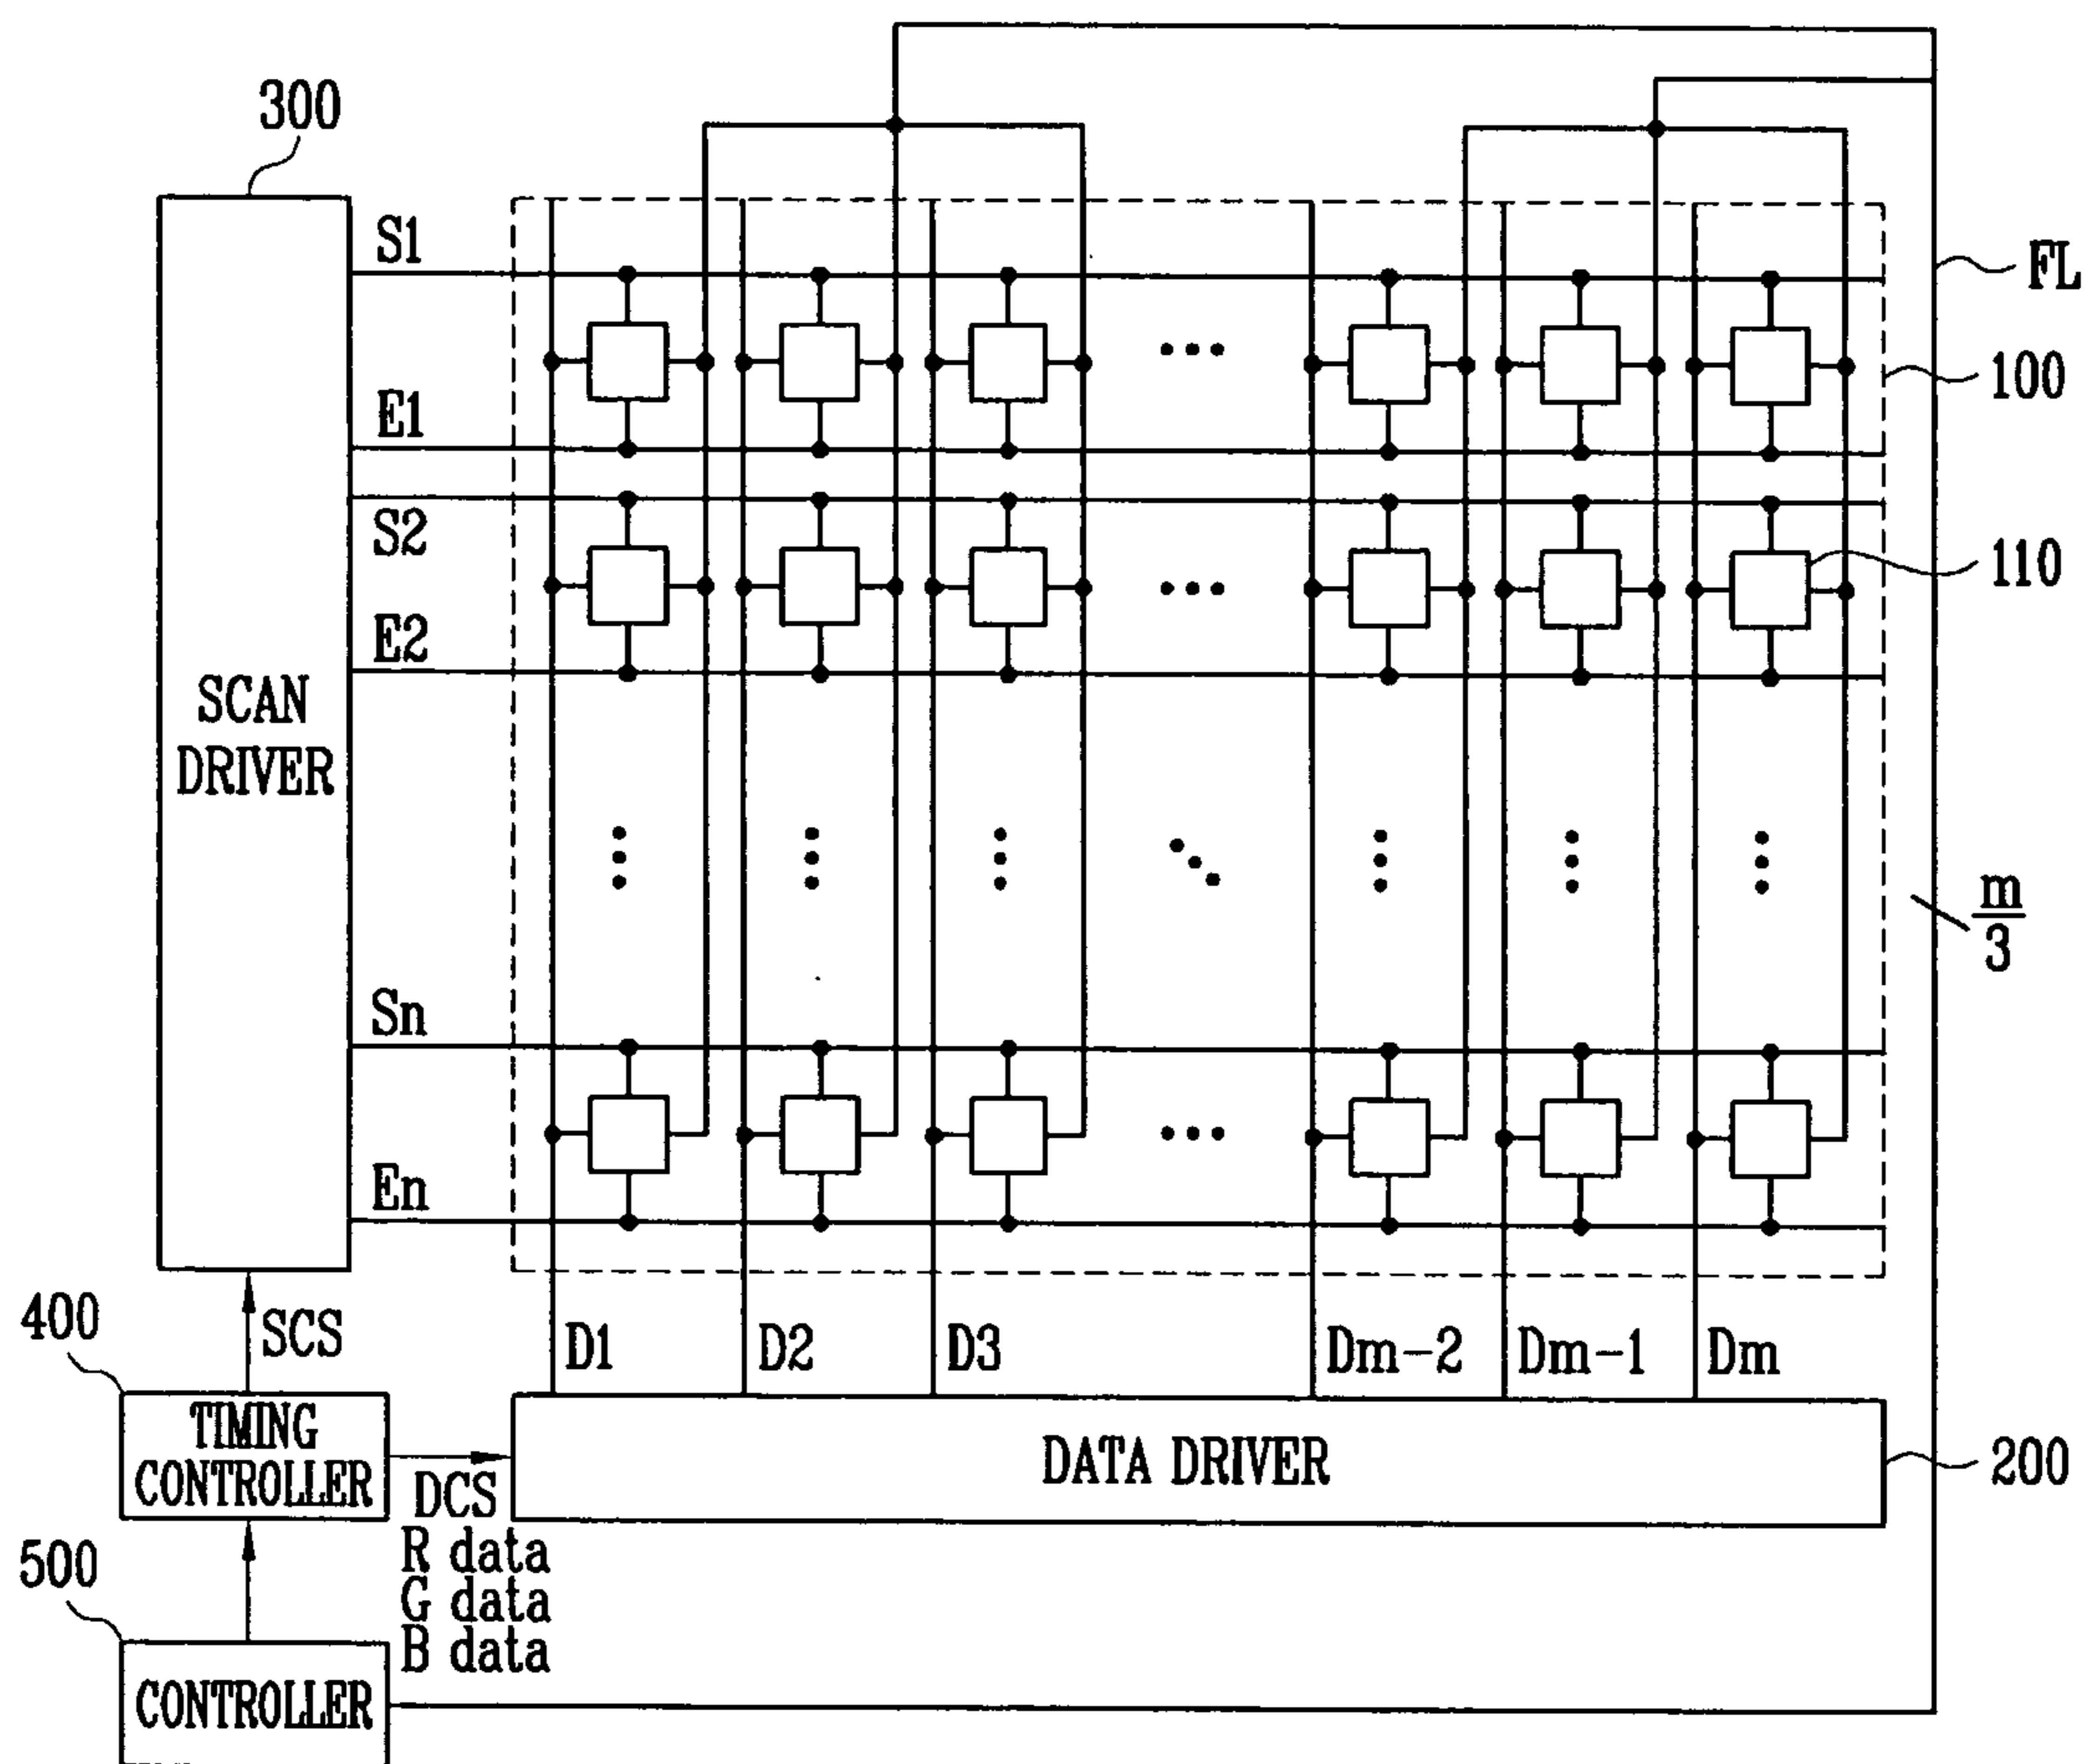 300
S1
FL
E1
100
S2
110
E2
SCAN
DRIVER
m
3
Sn
En
400
SCS
D1
D2
D3
Dm-2
Dm-1
Dm
TIMING
CONTROLLER
DATA DRIVER
200
DCS
R data
G data
B data
500
CONTROLLER